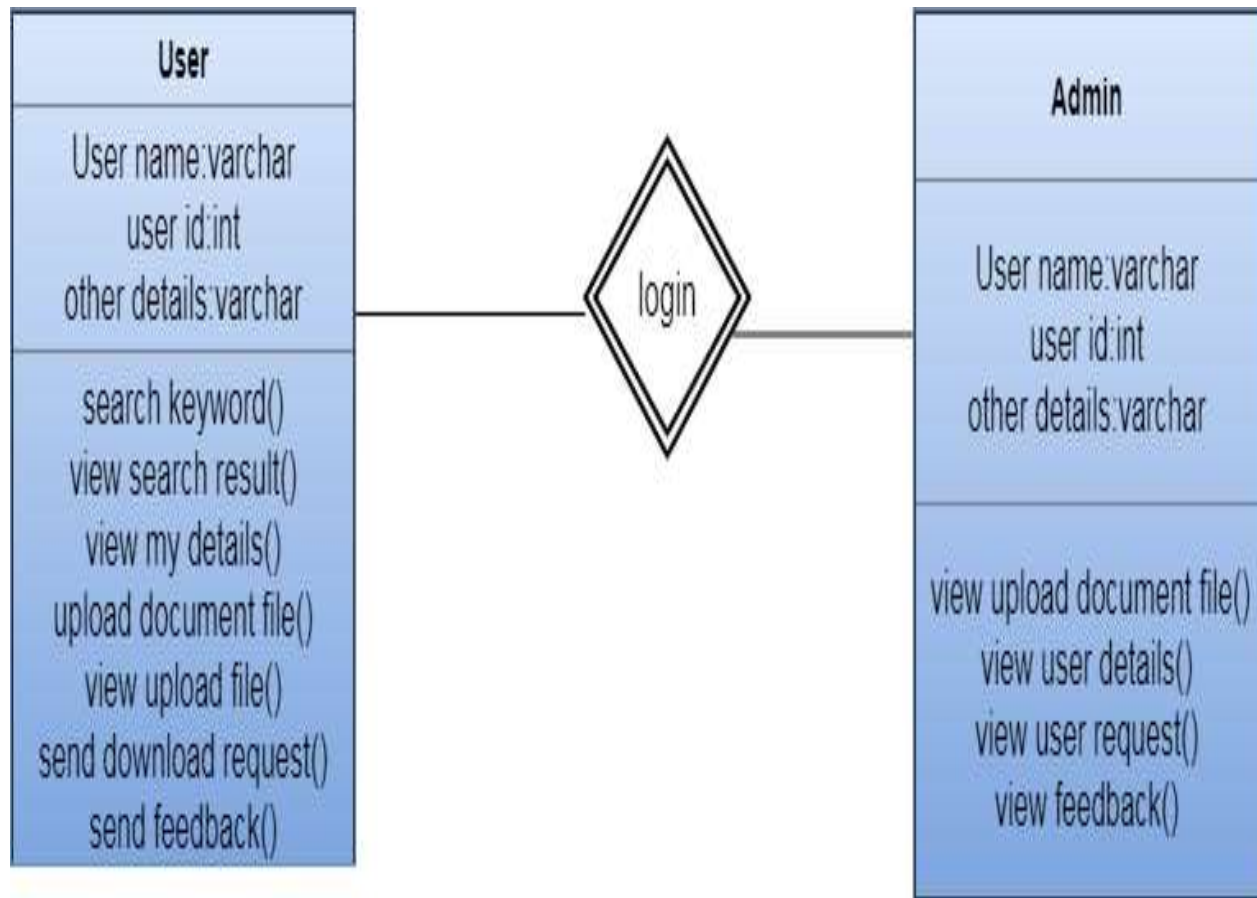 User
User name:varchar
user id:int
other details:varchar
search keyword()
view search result()
view my details()
upload document file()
view upload file()
send download request()
send feedback()
login
Admin
User name:varchar
user id:int
other details:varchar
view upload document file()
view user details()
view user request()
view feedback()